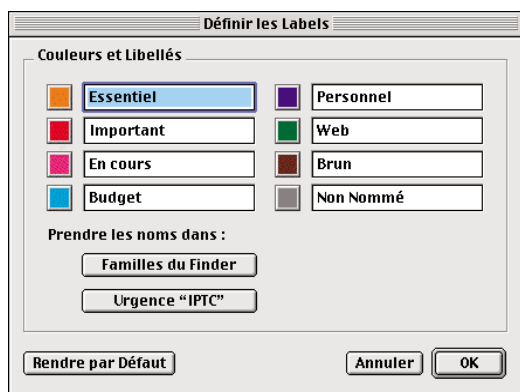 Définir les Labels
Couleurs et Libellés
Essentiel
Important
En cours
Budget
Personnel
Web
Brun
Non Nommé
Prendre les noms dans :
Familles du Finder
Urgence “IPTC”
Rendre par Défaut
Annuler
OK